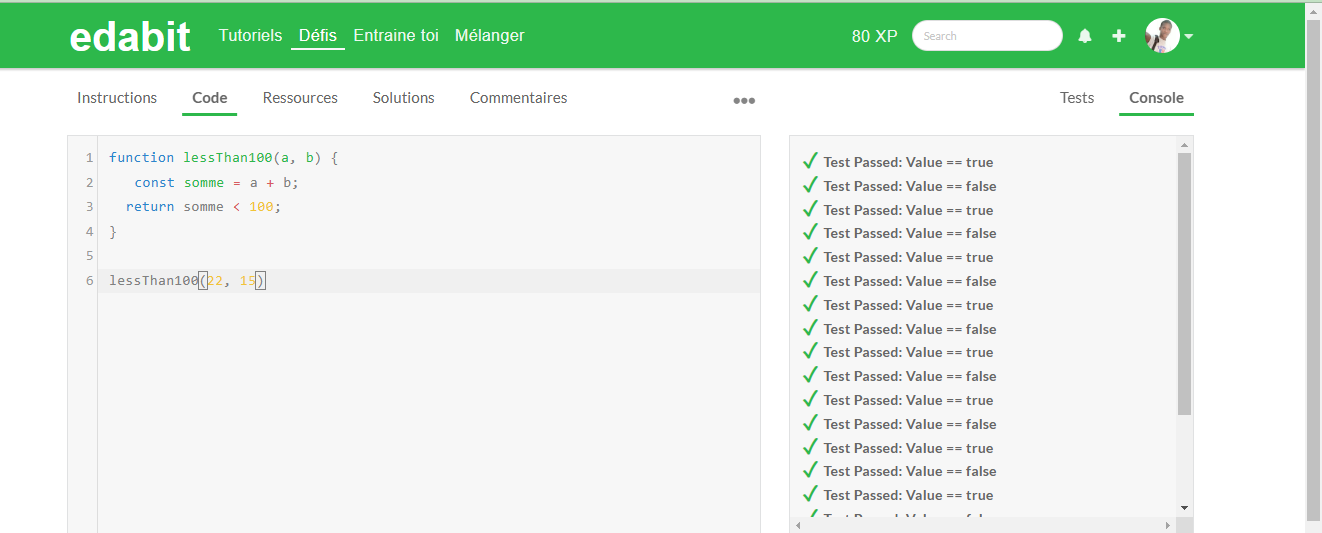 edabit Tutoriels Défis Entraine toi Mélanger 80 XP Search
Instructions Code Ressources Solutions Commentaires ••• Tests Console
1 function lessThan100(a, b) {
2 const somme = a + b;
3 return somme < 100;
4 }
5
6 lessThan100(22, 15)
✓ Test Passed: Value == true
✓ Test Passed: Value == false
✓ Test Passed: Value == true
✓ Test Passed: Value == false
✓ Test Passed: Value == true
✓ Test Passed: Value == false
✓ Test Passed: Value == true
✓ Test Passed: Value == false
✓ Test Passed: Value == true
✓ Test Passed: Value == false
✓ Test Passed: Value == true
✓ Test Passed: Value == false
✓ Test Passed: Value == true
✓ Test Passed: Value == false
✓ Test Passed: Value == true
✓ Test Passed: Value == false